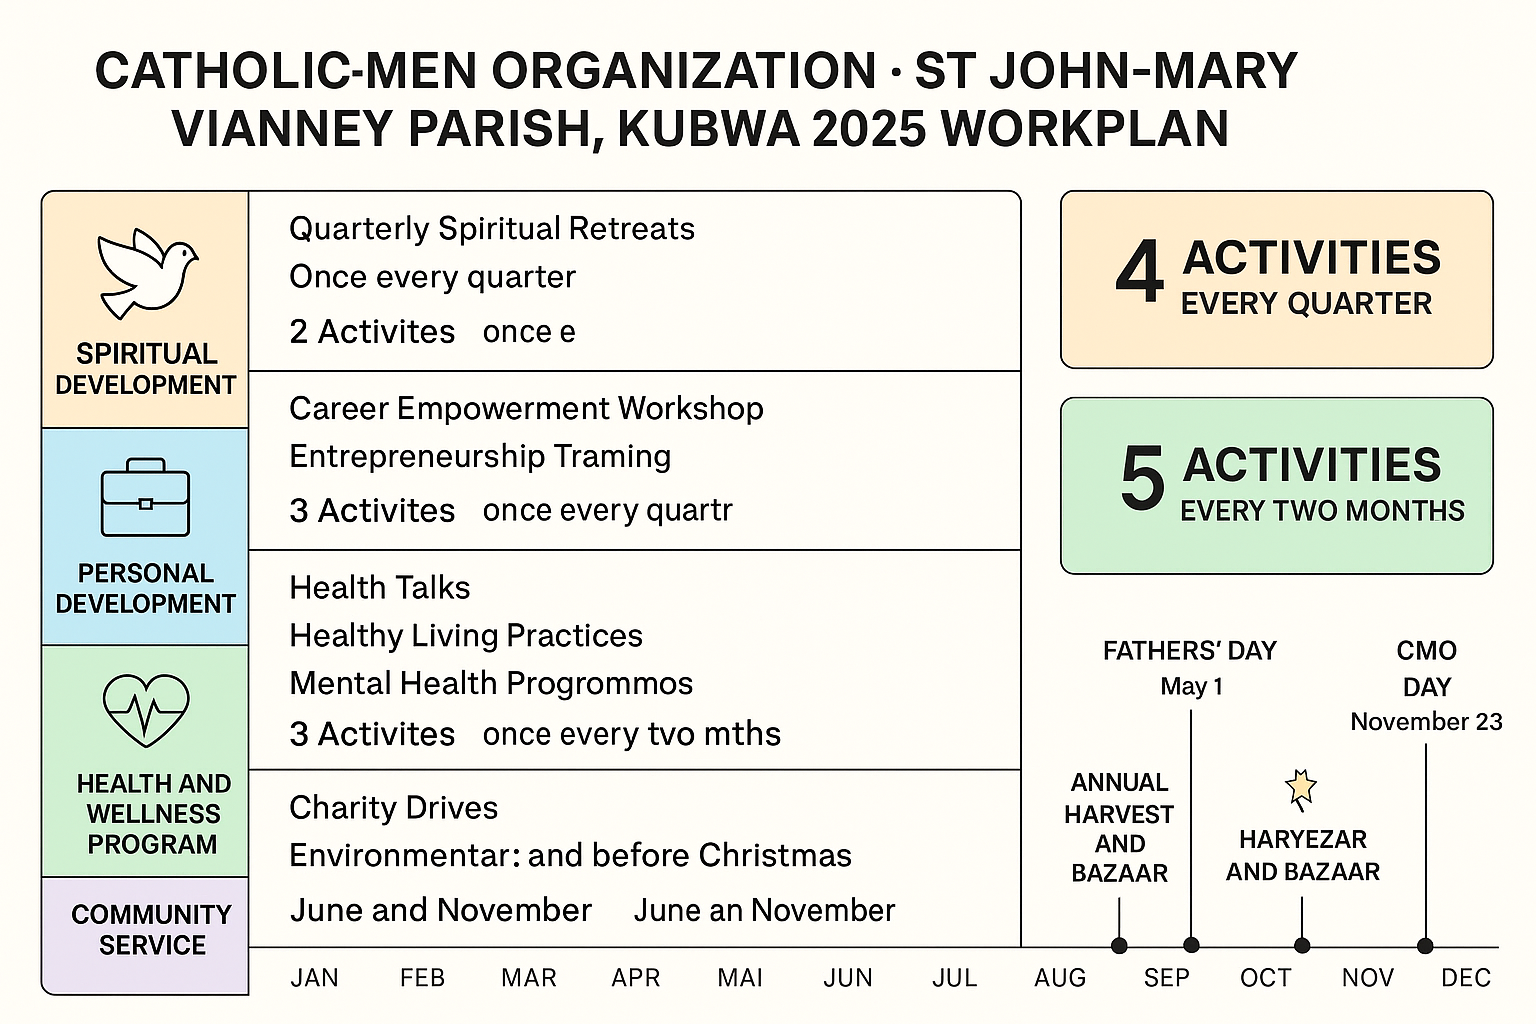 CATHOLIC-MEN ORGANIZATION · ST JOHN-MARY
VIANNEY PARISH, KUBWA 2025 WORKPLAN
SPIRITUAL
DEVELOPMENT
Quarterly Spiritual Retreats
Once every quarter
2 Activites once e
PERSONAL
DEVELOPMENT
Career Empowerment Workshop
Entrepreneurship Traming
3 Activites once every quartr
HEALTH AND
WELLNESS
PROGRAM
Health Talks
Healthy Living Practices
Mental Health Progrommos
3 Activites once every tvo mths
COMMUNITY
SERVICE
Charity Drives
Environmentar: and before Christmas
June and November June an November
4 ACTIVITIES
EVERY QUARTER
5 ACTIVITIES
EVERY TWO MONTHS
FATHERS' DAY
May 1
CMO
DAY
November 23
ANNUAL
HARVEST
AND
BAZAAR
HARYEZAR
AND BAZAAR
JAN FEB MAR APR MAI JUN JUL AUG SEP OCT NOV DEC